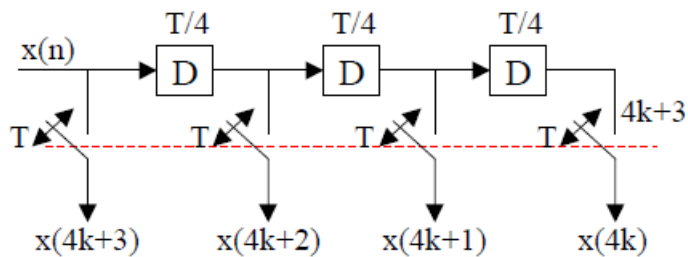 T/4 T/4 T/4
x(n) D D D
4k+3
T T T T
x(4k+3) x(4k+2) x(4k+1) x(4k)